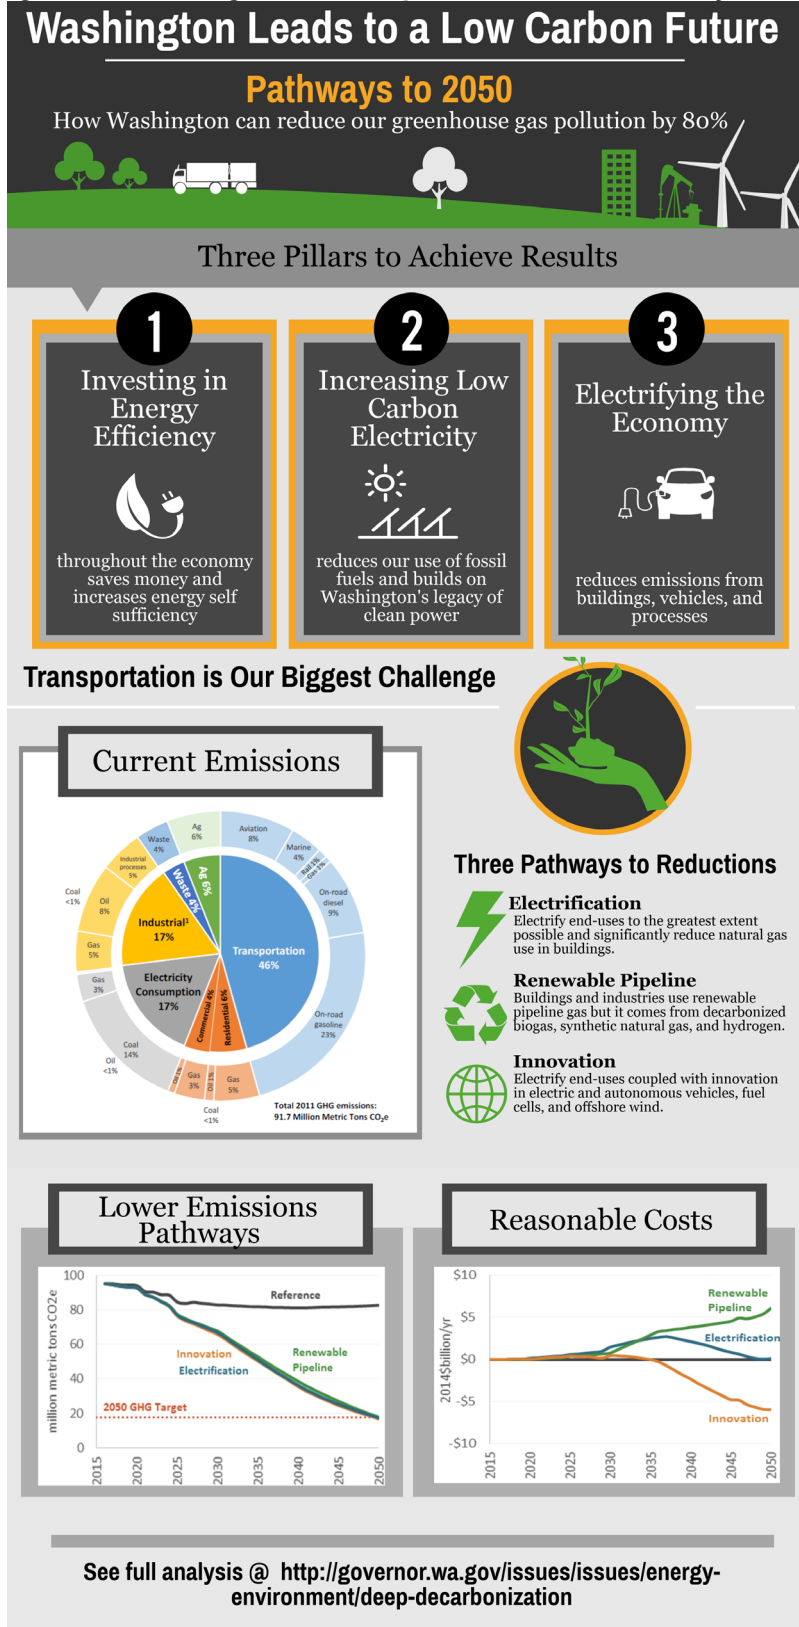 Washington Leads to a Low Carbon Future
Pathways to 2050
How Washington can reduce our greenhouse gas pollution by 80%
Three Pillars to Achieve Results
1
Investing in
Energy
Efficiency
throughout the economy
saves money and
increases energy self
sufficiency
2
Increasing Low
Carbon
Electricity
reduces our use of fossil
fuels and builds on
Washington's legacy of
clean power
3
Electrifying the
Economy
reduces emissions from
buildings, vehicles, and
processes
Transportation is Our Biggest Challenge
Current Emissions
Aviation
8%
Marine
4%
Rail 1%
Gas 1%
On-road
diesel
9%
On-road
gasoline
23%
Gas
5%
Oil 1%
Coal
<1%
Gas
3%
Oil 1%
Coal
14%
Oil
<1%
Gas
3%
Gas
5%
Oil
8%
Coal
<1%
Industrial
processes
5%
Waste
4%
Ag
6%
Transportation
46%
Residential 6%
Commercial 4%
Electricity
Consumption
17%
Industrial¹
17%
Waste 4%
Ag 6%
Total 2011 GHG emissions:
91.7 Million Metric Tons CO₂e
Three Pathways to Reductions
Electrification
Electrify end-uses to the greatest extent
possible and significantly reduce natural gas
use in buildings.
Renewable Pipeline
Buildings and industries use renewable
pipeline gas but it comes from decarbonized
biogas, synthetic natural gas, and hydrogen.
Innovation
Electrify end-uses coupled with innovation
in electric and autonomous vehicles, fuel
cells, and offshore wind.
Lower Emissions
Pathways
million metric tons CO2e
100
80
60
40
20
0
Reference
Innovation
Electrification
Renewable
Pipeline
2050 GHG Target
2015
2020
2025
2030
2035
2040
2045
2050
Reasonable Costs
2014$billion/yr
$10
$5
$0
-$5
-$10
Renewable
Pipeline
Electrification
Innovation
2015
2020
2025
2030
2035
2040
2045
2050
See full analysis @ http://governor.wa.gov/issues/issues/energy-
environment/deep-decarbonization